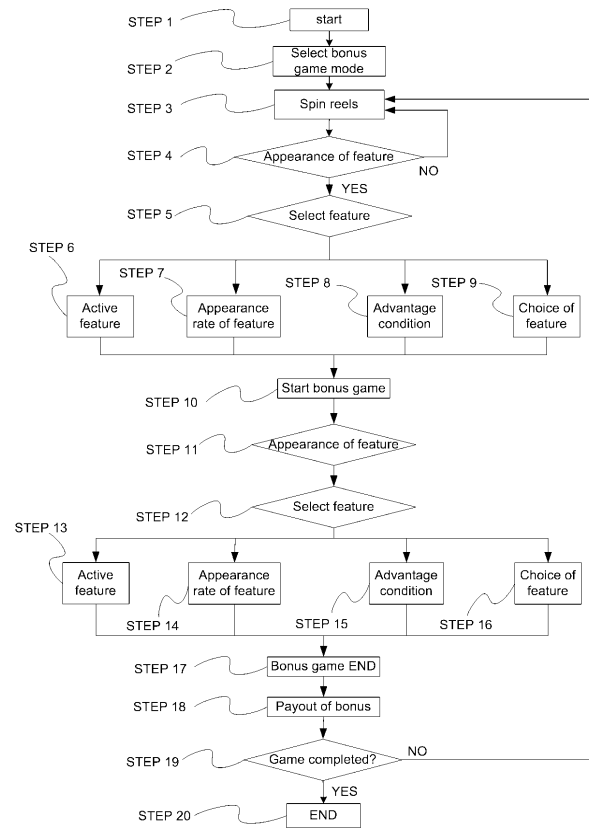 STEP 1
start
STEP 2
Select bonus
game mode
STEP 3
Spin reels
STEP 4
Appearance of feature
NO
YES
STEP 5
Select feature
STEP 6
STEP 7
STEP 8
STEP 9
Active
feature
Appearance
rate of feature
Advantage
condition
Choice of
feature
STEP 10
Start bonus game
STEP 11
Appearance of feature
STEP 12
Select feature
STEP 13
Active
feature
Appearance
rate of feature
Advantage
condition
Choice of
feature
STEP 14
STEP 15
STEP 16
STEP 17
Bonus game END
STEP 18
Payout of bonus
STEP 19
Game completed?
NO
YES
STEP 20
END